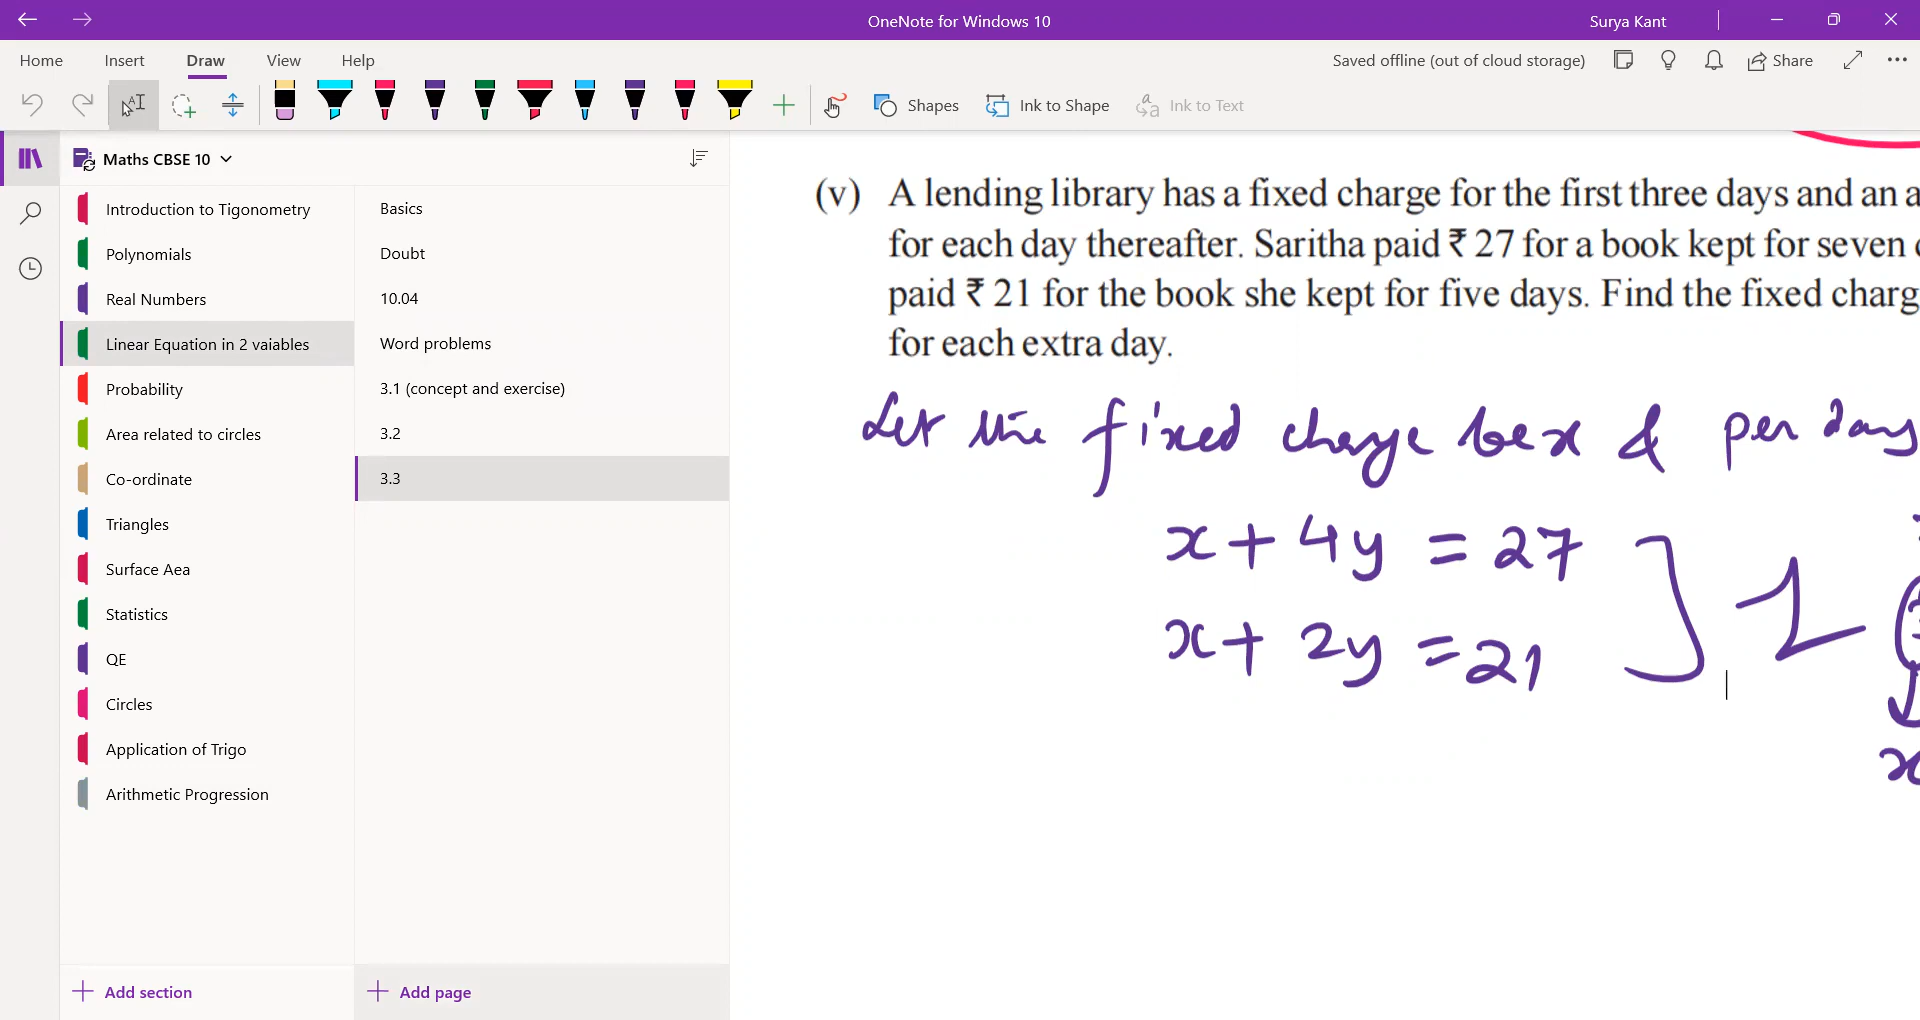 OneNote for Windows 10
Surya Kant
Home Insert Draw View Help
Saved offline (out of cloud storage)
Share
Shapes
Ink to Shape
Ink to Text
Maths CBSE 10
Introduction to Tigonometry
Polynomials
Real Numbers
Linear Equation in 2 vaiables
Probability
Area related to circles
Co-ordinate
Triangles
Surface Aea
Statistics
QE
Circles
Application of Trigo
Arithmetic Progression
Add section
Basics
Doubt
10.04
Word problems
3.1 (concept and exercise)
3.2
3.3
Add page
(v) A lending library has a fixed charge for the first three days and an a
for each day thereafter. Saritha paid ₹ 27 for a book kept for seven
paid ₹ 21 for the book she kept for five days. Find the fixed charg
for each extra day.
Let the fixed charge be x & per days
x + 4y = 27
x + 2y = 21
x